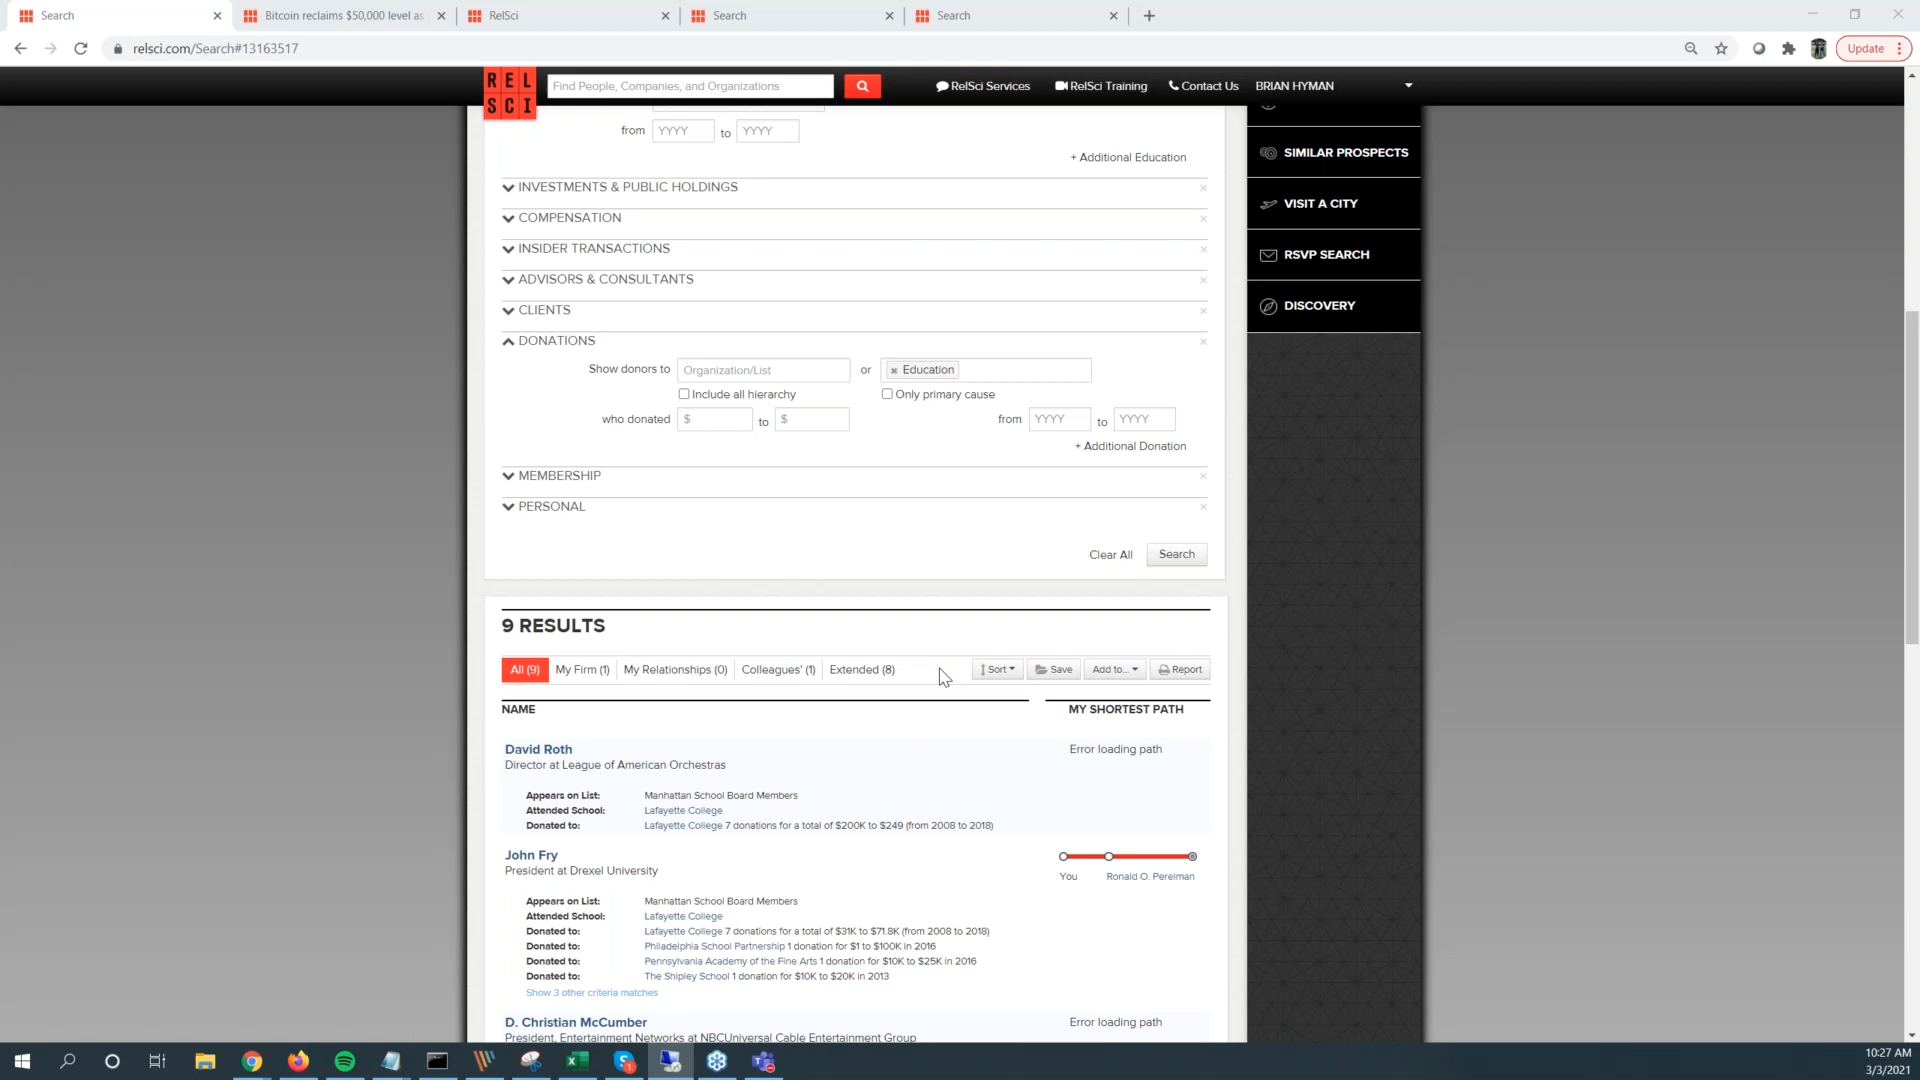 Search
Bitcoin reclaims $50,000 level as
RelSci
Search
Search
relsci.com/Search#13163517
Update
REL
SCI
Find People, Companies, and Organizations
RelSci Services
RelSci Training
Contact Us
BRIAN HYMAN
from YYYY to YYYY
+ Additional Education
INVESTMENTS & PUBLIC HOLDINGS
COMPENSATION
INSIDER TRANSACTIONS
ADVISORS & CONSULTANTS
CLIENTS
DONATIONS
Show donors to Organization/List or Education
Include all hierarchy Only primary cause
who donated $ to $ from YYYY to YYYY
+ Additional Donation
MEMBERSHIP
PERSONAL
Clear All Search
SIMILAR PROSPECTS
VISIT A CITY
RSVP SEARCH
DISCOVERY
9 RESULTS
All (9) My Firm (1) My Relationships (0) Colleagues' (1) Extended (8) Sort Save Add to... Report
NAME MY SHORTEST PATH
David Roth Error loading path
Director at League of American Orchestras
Appears on List: Manhattan School Board Members
Attended School: Lafayette College
Donated to: Lafayette College 7 donations for a total of $200K to $249 (from 2008 to 2018)
John Fry
President at Drexel University
You Ronald O. Perelman
Appears on List: Manhattan School Board Members
Attended School: Lafayette College
Donated to: Lafayette College 7 donations for a total of $31K to $71.8K (from 2008 to 2018)
Donated to: Philadelphia School Partnership 1 donation for $1 to $100K in 2016
Donated to: Pennsylvania Academy of the Fine Arts 1 donation for $10K to $25K in 2016
Donated to: The Shipley School 1 donation for $10K to $20K in 2013
Show 3 other criteria matches
D. Christian McCumber Error loading path
President, Entertainment Networks at NBCUniversal Cable Entertainment Group
10:27 AM
3/3/2021